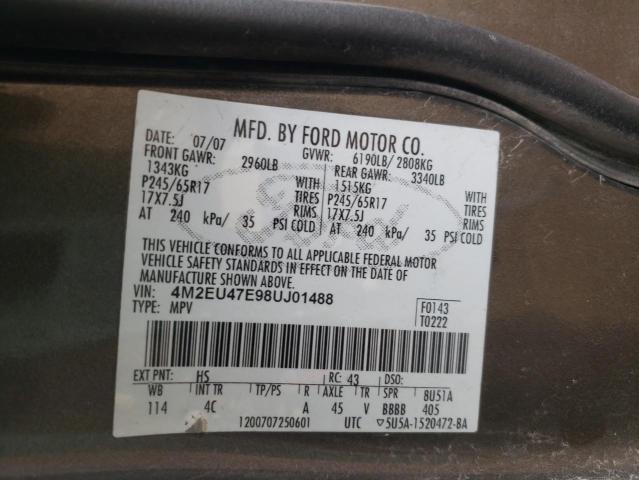 MFD. BY FORD MOTOR CO.
DATE: 07/07 GVWR: 6190LB/2808KG
FRONT GAWR: 2960LB REAR GAWR: 3340LB
1343KG 1515KG
P245/65R17 TIRES P245/65R17 TIRES
17X7.5J RIMS 17X7.5J RIMS
AT 240 kPa/ 35 PSI COLD AT 240 kPa/ 35 PSI COLD
Ford
THIS VEHICLE CONFORMS TO ALL APPLICABLE FEDERAL MOTOR
VEHICLE SAFETY STANDARDS IN EFFECT ON THE DATE OF
MANUFACTURE SHOWN ABOVE.
VIN: 4M2EU47E98UJ01488 F0143
TYPE: MPV T0222
EXT PNT: HS RC: 43 DSO:
WB INT TR TP/PS R AXLE TR SPR 8U51A
114 4C A 45 V BBBB 405
1200707250601 UTC ▽5U5A-1520472-BA